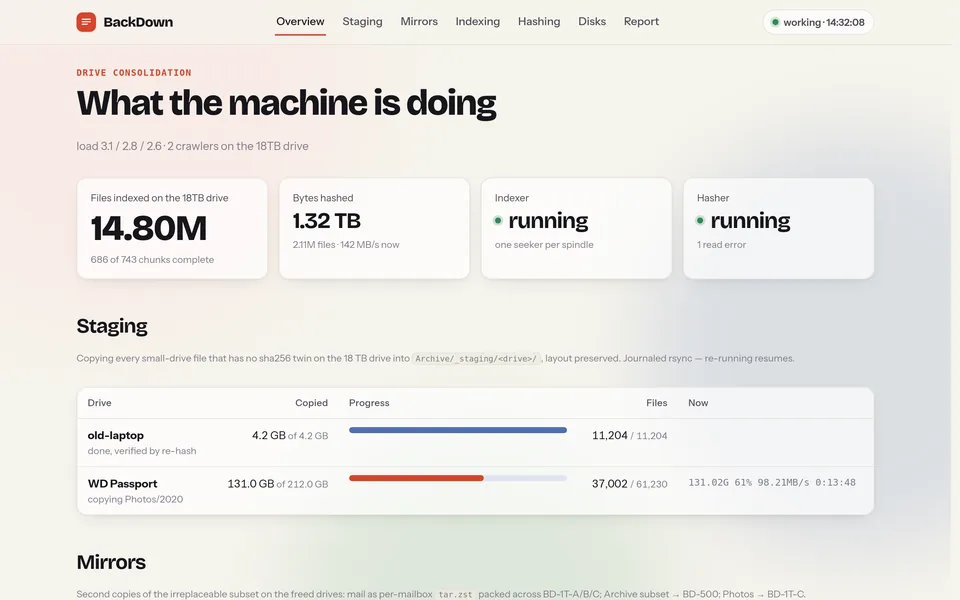 BackDown
Overview Staging Mirrors Indexing Hashing Disks Report
working · 14:32:08
DRIVE CONSOLIDATION
What the machine is doing
load 3.1 / 2.8 / 2.6 · 2 crawlers on the 18TB drive
Files indexed on the 18TB drive
14.80M
686 of 743 chunks complete
Bytes hashed
1.32 TB
2.11M files · 142 MB/s now
Indexer
running
one seeker per spindle
Hasher
running
1 read error
Staging
Copying every small-drive file that has no sha256 twin on the 18 TB drive into Archive/_staging/<drive>/ , layout preserved. Journaled rsync — re-running resumes.
Drive Copied Progress Files Now
old-laptop 4.2 GB of 4.2 GB 11,204 / 11,204
done, verified by re-hash
WD Passport 131.0 GB of 212.0 GB 37,002 / 61,230 131.02G 61% 98.21MB/s 0:13:48
copying Photos/2020
Mirrors
Second copies of the irreplaceable subset on the freed drives: mail as per-mailbox tar.zst packed across BD-1T-A/B/C; Archive subset → BD-500; Photos → BD-1T-C.